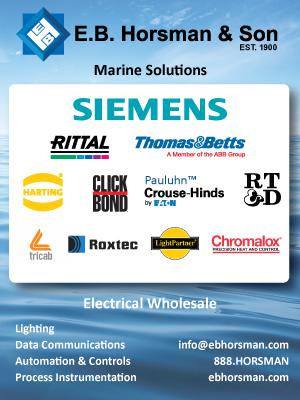 E.B. Horsman & Son
EST. 1900
Marine Solutions
SIEMENS
RITTAL
Thomas&Betts
A Member of the ABB Group
HARTING
CLICK
BOND
Pauluhn™
Crouse-Hinds
by EATON
RT
&D
tricab
Roxtec
LightPartner
Chromalox
PRECISION HEAT AND CONTROL
Electrical Wholesale
Lighting
Data Communications info@ebhorsman.com
Automation & Controls 888.HORSMAN
Process Instrumentation ebhorsman.com